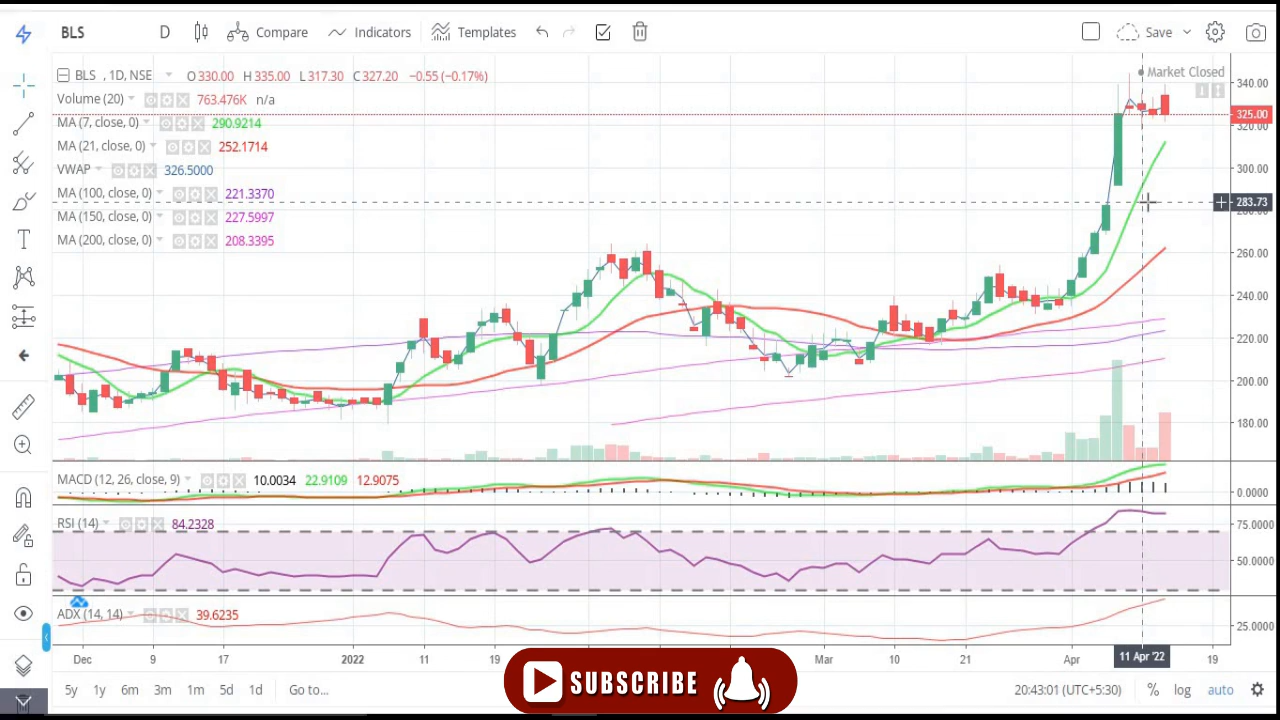 BLS D Compare Indicators Templates Save
BLS , 1D, NSE O330.00 H335.00 L317.30 C327.20 −0.55 (−0.17%)
Market Closed
Volume (20) 763.476K n/a
MA (7, close, 0) 290.9214
MA (21, close, 0) 252.1714
VWAP 326.5000
MA (100, close, 0) 221.3370
MA (150, close, 0) 227.5997
MA (200, close, 0) 208.3395
340.00
325.00
320.00
300.00
283.73
260.00
240.00
220.00
200.00
180.00
MACD (12, 26, close, 9) 10.0034 22.9109 12.9075
0.0000
RSI (14) 84.2328
75.0000
50.0000
ADX (14, 14) 39.6235
25.0000
Dec 9 17 2022 11 19 Mar 10 21 Apr 11 Apr '22 19
SUBSCRIBE
5y 1y 6m 3m 1m 5d 1d Go to... 20:43:01 (UTC+5:30) % log auto